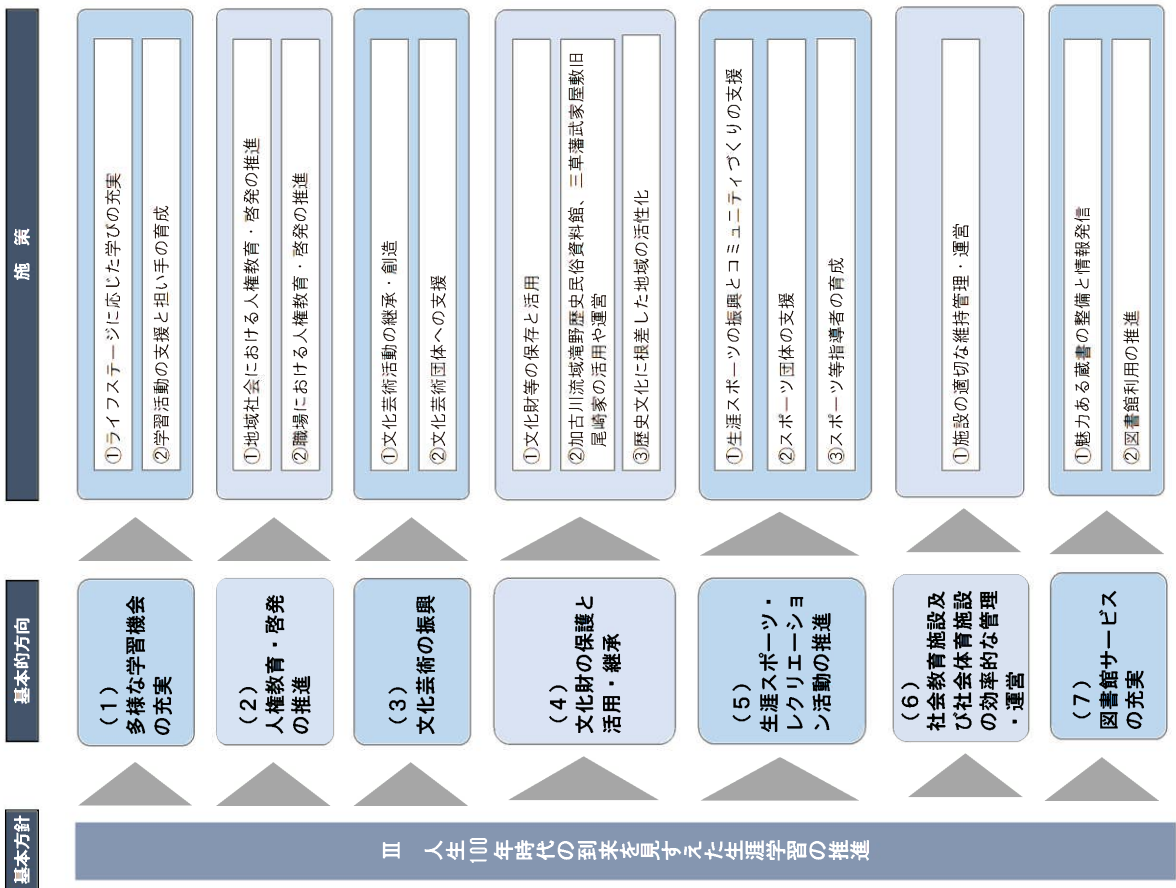 基本方針
基本的方向
施 策
Ⅲ 人生100年時代の到来を見すえた生涯学習の推進
（1）
多様な学習機会
の充実
①ライフステージに応じた学びの充実
②学習活動の支援と担い手の育成
（2）
人権教育・啓発
の推進
①地域社会における人権教育・啓発の推進
②職場における人権教育・啓発の推進
（3）
文化芸術の振興
①文化芸術活動の継承・創造
②文化芸術団体への支援
（4）
文化財の保護と
活用・継承
①文化財等の保存と活用
②加古川流域滝野歴史民俗資料館、三草藩武家屋敷旧
尾崎家の活用や運営
③歴史文化に根差した地域の活性化
（5）
生涯スポーツ・
レクリエーショ
ン活動の推進
①生涯スポーツの振興とコミュニティづくりの支援
②スポーツ団体の支援
③スポーツ等指導者の育成
（6）
社会教育施設及
び社会体育施設
の効率的な管理
・運営
①施設の適切な維持管理・運営
（7）
図書館サービス
の充実
①魅力ある蔵書の整備と情報発信
②図書館利用の推進